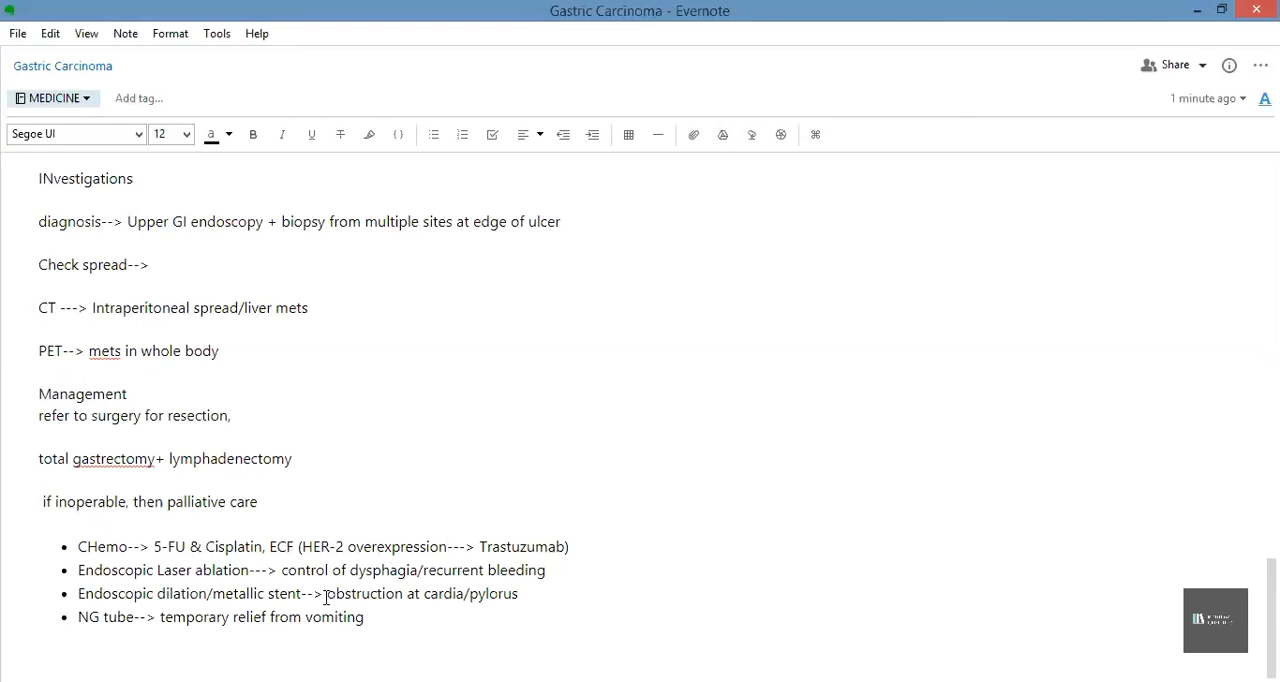 Gastric Carcinoma - Evernote
File Edit View Note Format Tools Help
Gastric Carcinoma
Share
MEDICINE Add tag...
1 minute ago
Segoe UI 12
INvestigations
diagnosis--> Upper GI endoscopy + biopsy from multiple sites at edge of ulcer
Check spread-->
CT ---> Intraperitoneal spread/liver mets
PET--> mets in whole body
Management
refer to surgery for resection,
total gastrectomy+ lymphadenectomy
if inoperable, then palliative care
• CHemo--> 5-FU & Cisplatin, ECF (HER-2 overexpression---> Trastuzumab)
• Endoscopic Laser ablation---> control of dysphagia/recurrent bleeding
• Endoscopic dilation/metallic stent-->obstruction at cardia/pylorus
• NG tube--> temporary relief from vomiting